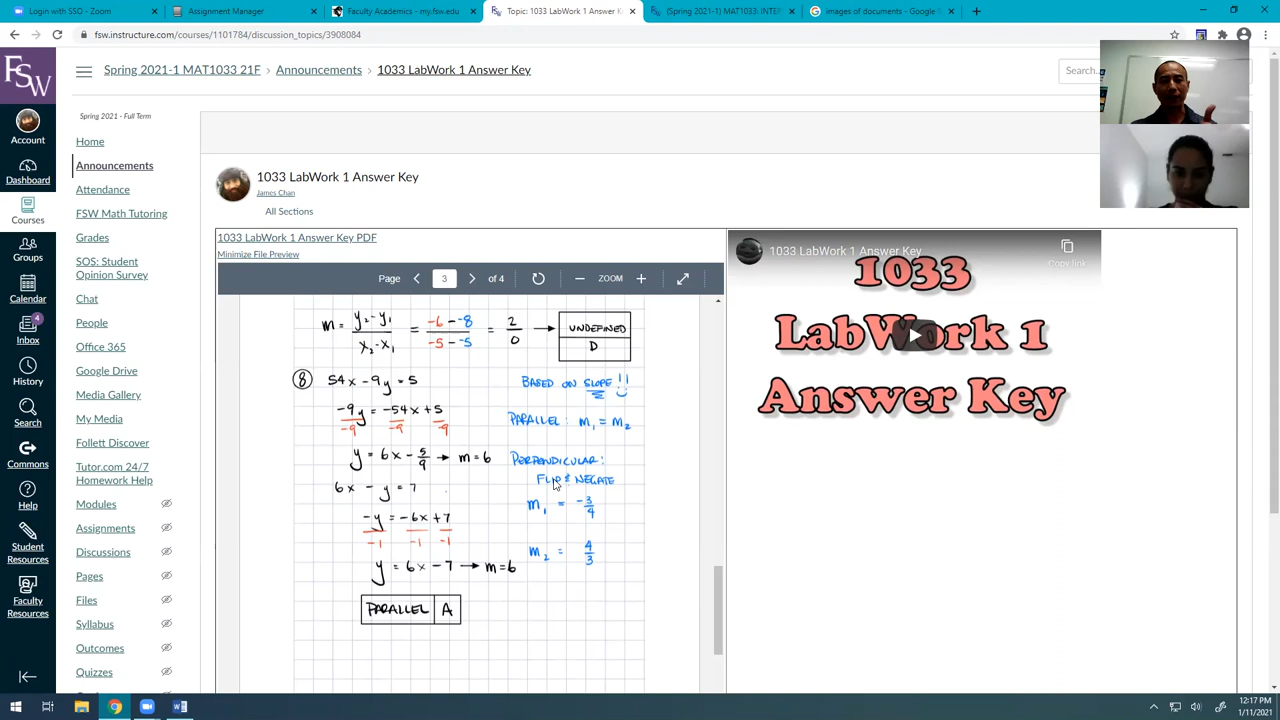 Login with SSO - Zoom
Assignment Manager
Faculty Academics - my.fsw.edu
Topic: 1033 LabWork 1 Answer K
(Spring 2021-1) MAT1033: INTER
images of documents - Google S
fsw.instructure.com/courses/1101784/discussion_topics/3908084
FSW
Spring 2021-1 MAT1033 21F
Announcements
1033 LabWork 1 Answer Key
Search...
Account
Dashboard
Courses
Groups
Calendar
4
Inbox
History
Search
Commons
Help
Student
Resources
Faculty
Resources
Spring 2021 - Full Term
Home
Announcements
Attendance
FSW Math Tutoring
Grades
SOS: Student
Opinion Survey
Chat
People
Office 365
Google Drive
Media Gallery
My Media
Follett Discover
Tutor.com 24/7
Homework Help
Modules
Assignments
Discussions
Pages
Files
Syllabus
Outcomes
Quizzes
1033 LabWork 1 Answer Key
James Chan
All Sections
1033 LabWork 1 Answer Key PDF
Minimize File Preview
Page 3 of 4 ZOOM
m = y₂-y₁ / x₂-x₁ = -6 - -8 / -5 - -5 = 2/0 → UNDEFINED
D
8 54x - 9y = 5
-9y = -54x + 5
-9 -9 -9
y = 6x - 5/9 → m = 6
6x - y = 7
-y = -6x + 7
-1 -1 -1
y = 6x - 7 → m = 6
PARALLEL A
BASED ON SLOPE !!
PARALLEL: m₁ = m₂
PERPENDICULAR:
FLIP & NEGATE
m₁ = -3/4
m₂ = 4/3
1033 LabWork 1 Answer Key
Copy link
1033
LabWork 1
Answer Key
12:17 PM
1/11/2021